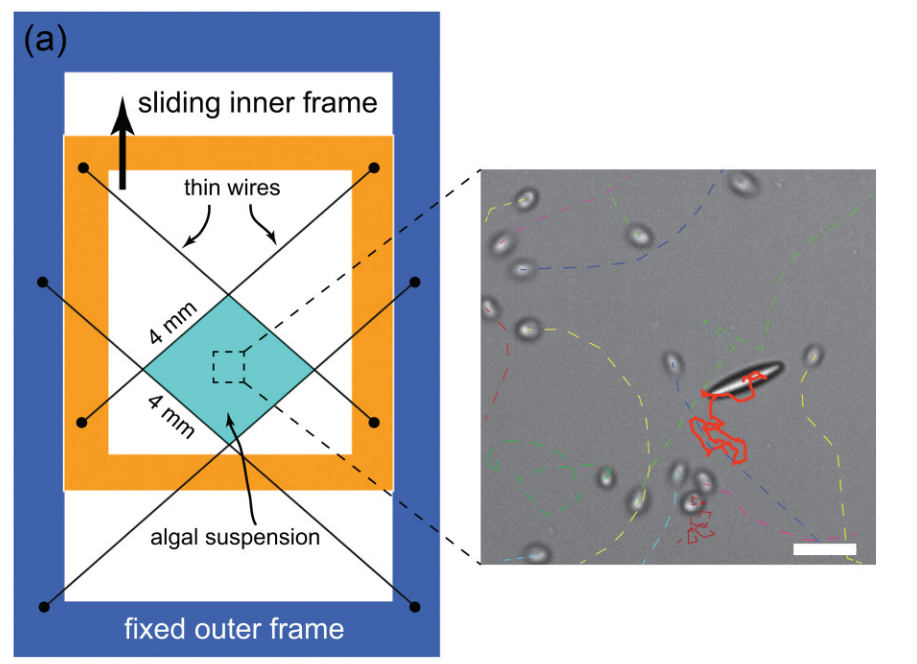 (a)
sliding inner frame
thin wires
4 mm
4 mm
algal suspension
fixed outer frame